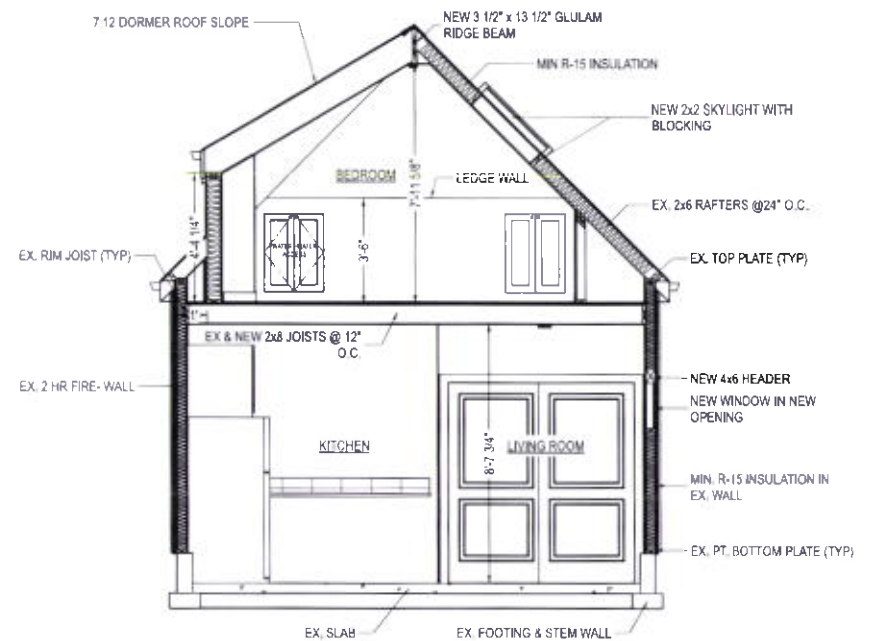 7 12 DORMER ROOF SLOPE
NEW 3 1/2" x 13 1/2" GLULAM
RIDGE BEAM
MIN R-15 INSULATION
NEW 2x2 SKYLIGHT WITH
BLOCKING
BEDROOM
LEDGE WALL
7'-11 5/8"
4'-4 1/4"
3'-6"
EX. 2x6 RAFTERS @24" O.C.
EX. RIM JOIST (TYP)
EX. TOP PLATE (TYP)
ACCESS
1'H
EX & NEW 2x8 JOISTS @ 12"
O.C.
EX. 2 HR FIRE- WALL
NEW 4x6 HEADER
NEW WINDOW IN NEW
OPENING
KITCHEN
8'-7 3/4"
LIVING ROOM
MIN. R-15 INSULATION IN
EX. WALL
EX. PT. BOTTOM PLATE (TYP)
EX. SLAB
EX. FOOTING & STEM WALL